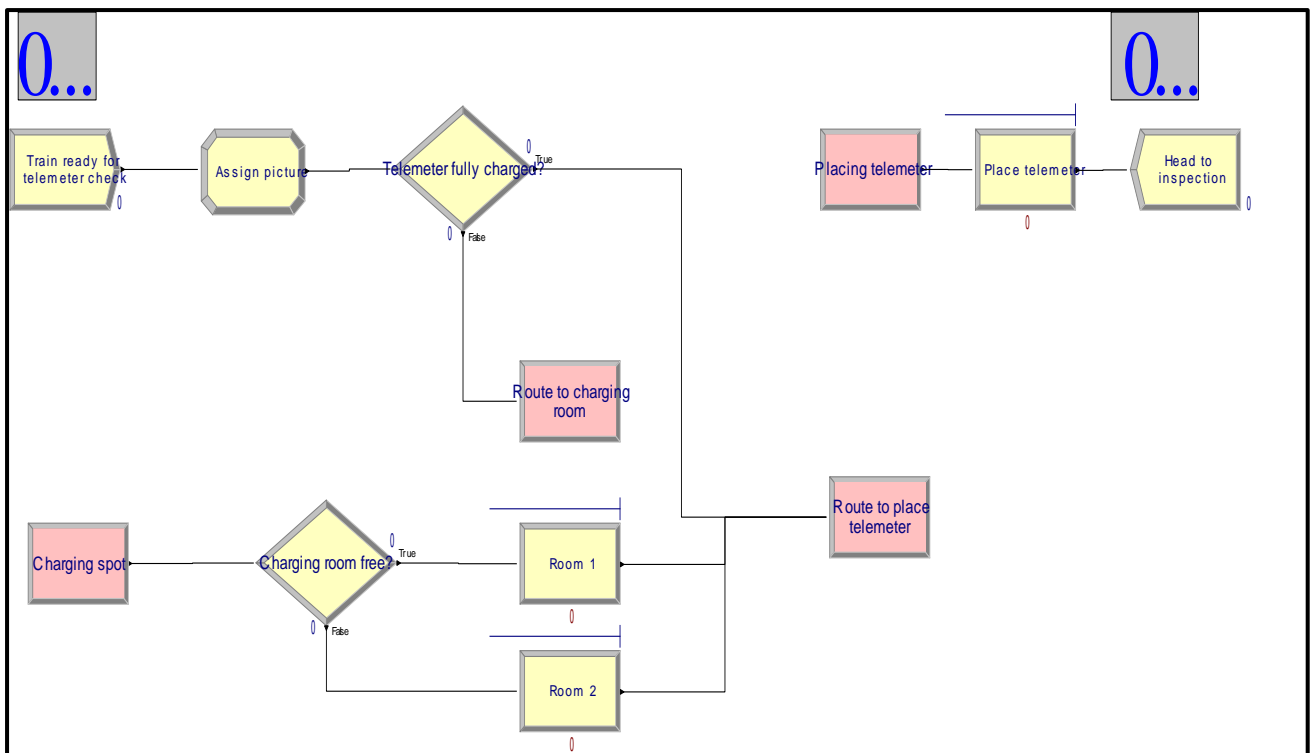 0...
0...
Train ready for
telemeter check
0
Assign picture
Telemeter fully charged?
0
True
0
False
Placing telemeter
Place telemeter
0
Head to
inspection
0
Route to charging
room
Route to place
telemeter
Charging spot
Charging room free?
0
True
0
False
Room 1
0
Room 2
0